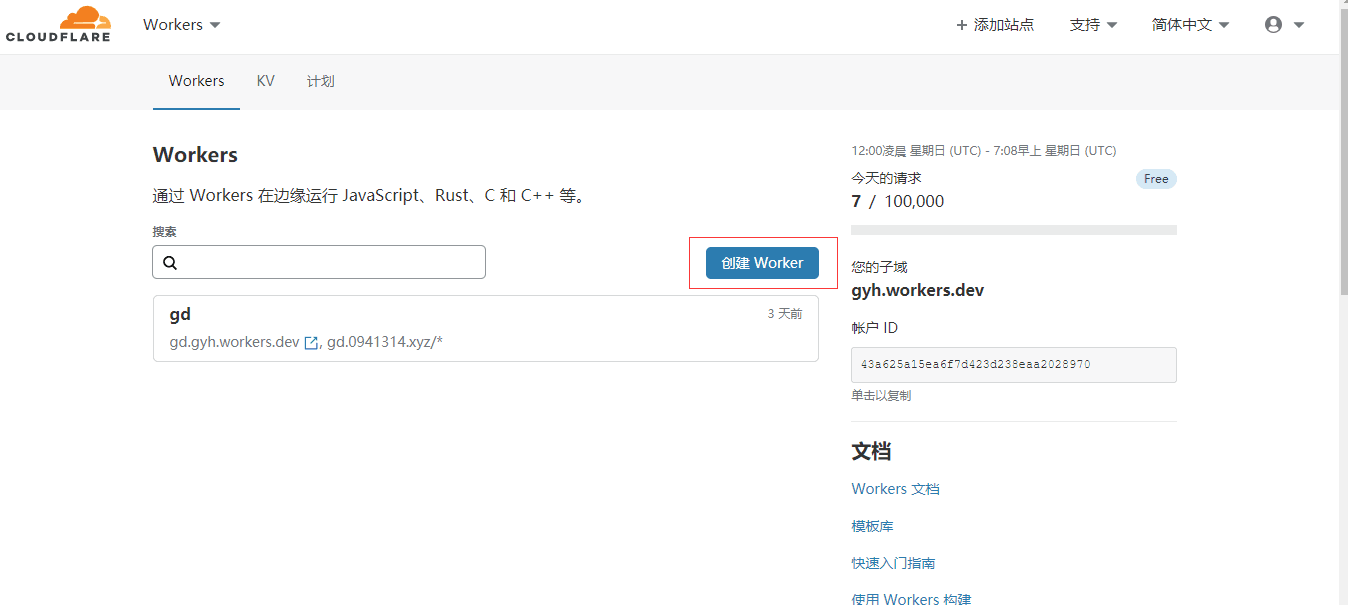 CLOUDFLARE
Workers
添加站点
支持
简体中文
Workers
KV
计划
Workers
通过 Workers 在边缘运行 JavaScript、Rust、C 和 C++ 等。
搜索
创建 Worker
gd
3 天前
gd.gyh.workers.dev , gd.0941314.xyz/*
12:00凌晨 星期日 (UTC) - 7:08早上 星期日 (UTC)
今天的请求
Free
7 / 100,000
您的子域
gyh.workers.dev
帐户 ID
43a625a15ea6f7d423d238eaa2028970
单击以复制
文档
Workers 文档
模板库
快速入门指南
使用 Workers 构建